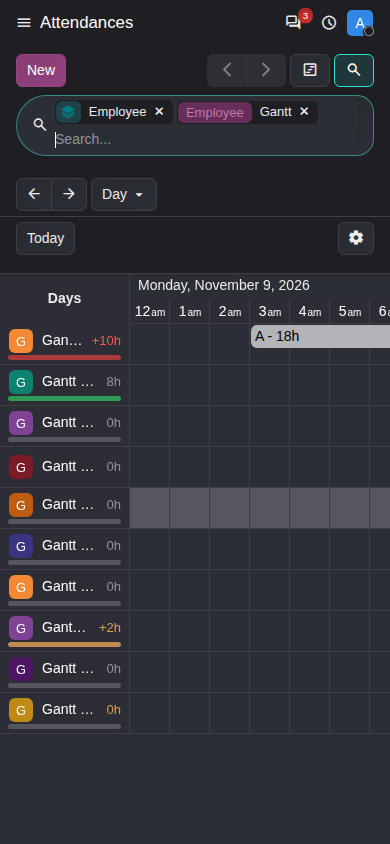 Attendances
3
A
New
Employee ✕
Employee Gantt ✕
Search...
Day
Today
Monday, November 9, 2026
Days
12am 1am 2am 3am 4am 5am 6a
G Gan... +10h
A - 18h
G Gantt ... 8h
G Gantt ... 0h
G Gantt ... 0h
G Gantt ... 0h
G Gantt ... 0h
G Gantt ... 0h
G Gant... +2h
G Gantt ... 0h
G Gantt ... 0h